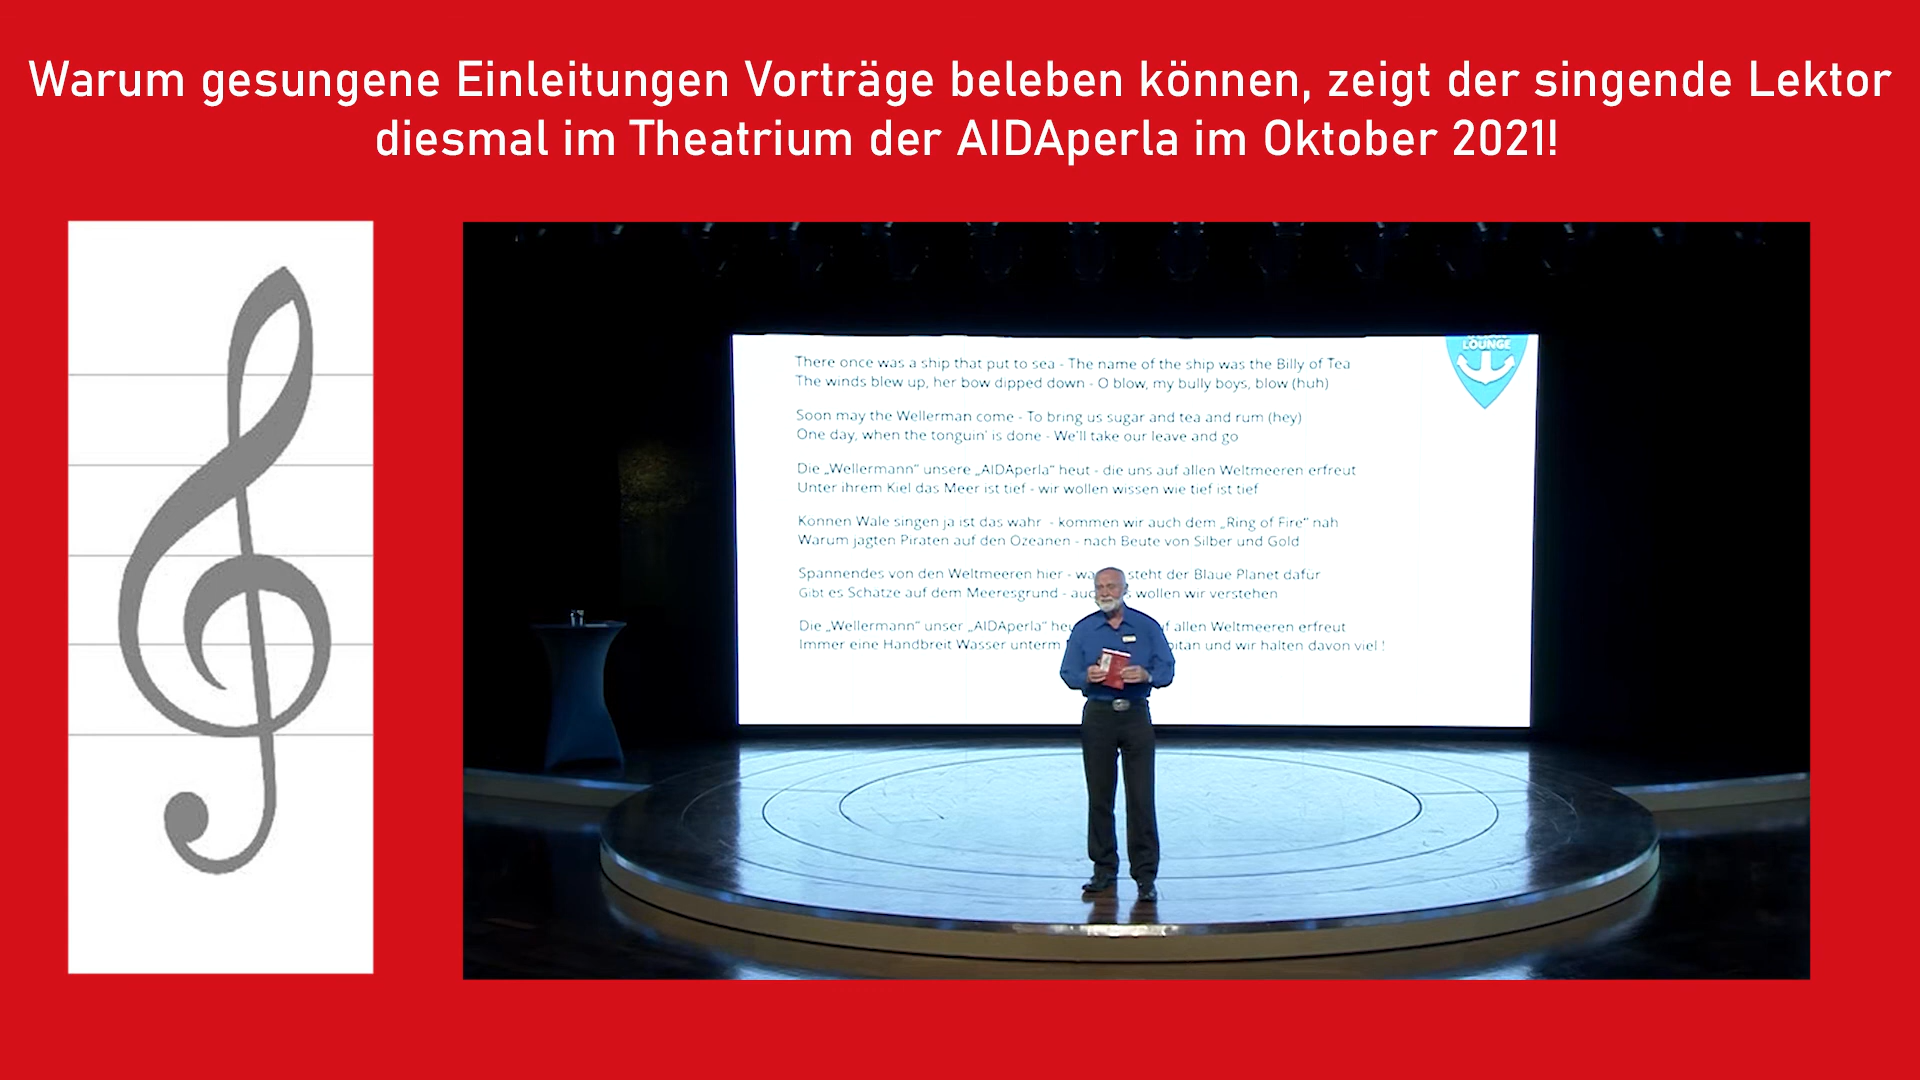 Warum gesungene Einleitungen Vorträge beleben können, zeigt der singende Lektor
diesmal im Theatrium der AIDAperla im Oktober 2021!
LOUNGE
There once was a ship that put to sea - The name of the ship was the Billy of Tea
The winds blew up, her bow dipped down - O blow, my bully boys, blow (huh)
Soon may the Wellerman come - To bring us sugar and tea and rum (hey)
One day, when the tonguin' is done - We'll take our leave and go
Die „Wellermann“ unsere „AIDAperla“ heut - die uns auf allen Weltmeeren erfreut
Unter ihrem Kiel das Meer ist tief - wir wollen wissen wie tief ist tief
Können Wale singen ja ist das wahr - kommen wir auch dem „Ring of Fire“ nah
Warum jagten Piraten auf den Ozeanen - nach Beute von Silber und Gold
Spannendes von den Weltmeeren hier - steht der Blaue Planet dafür
Gibt es Schätze auf dem Meeresgrund - wollen wir verstehen
Die „Wellermann“ unser „AIDAperla“ allen Weltmeeren erfreut
Immer eine Handbreit Wasser unterm und wir halten davon viel !